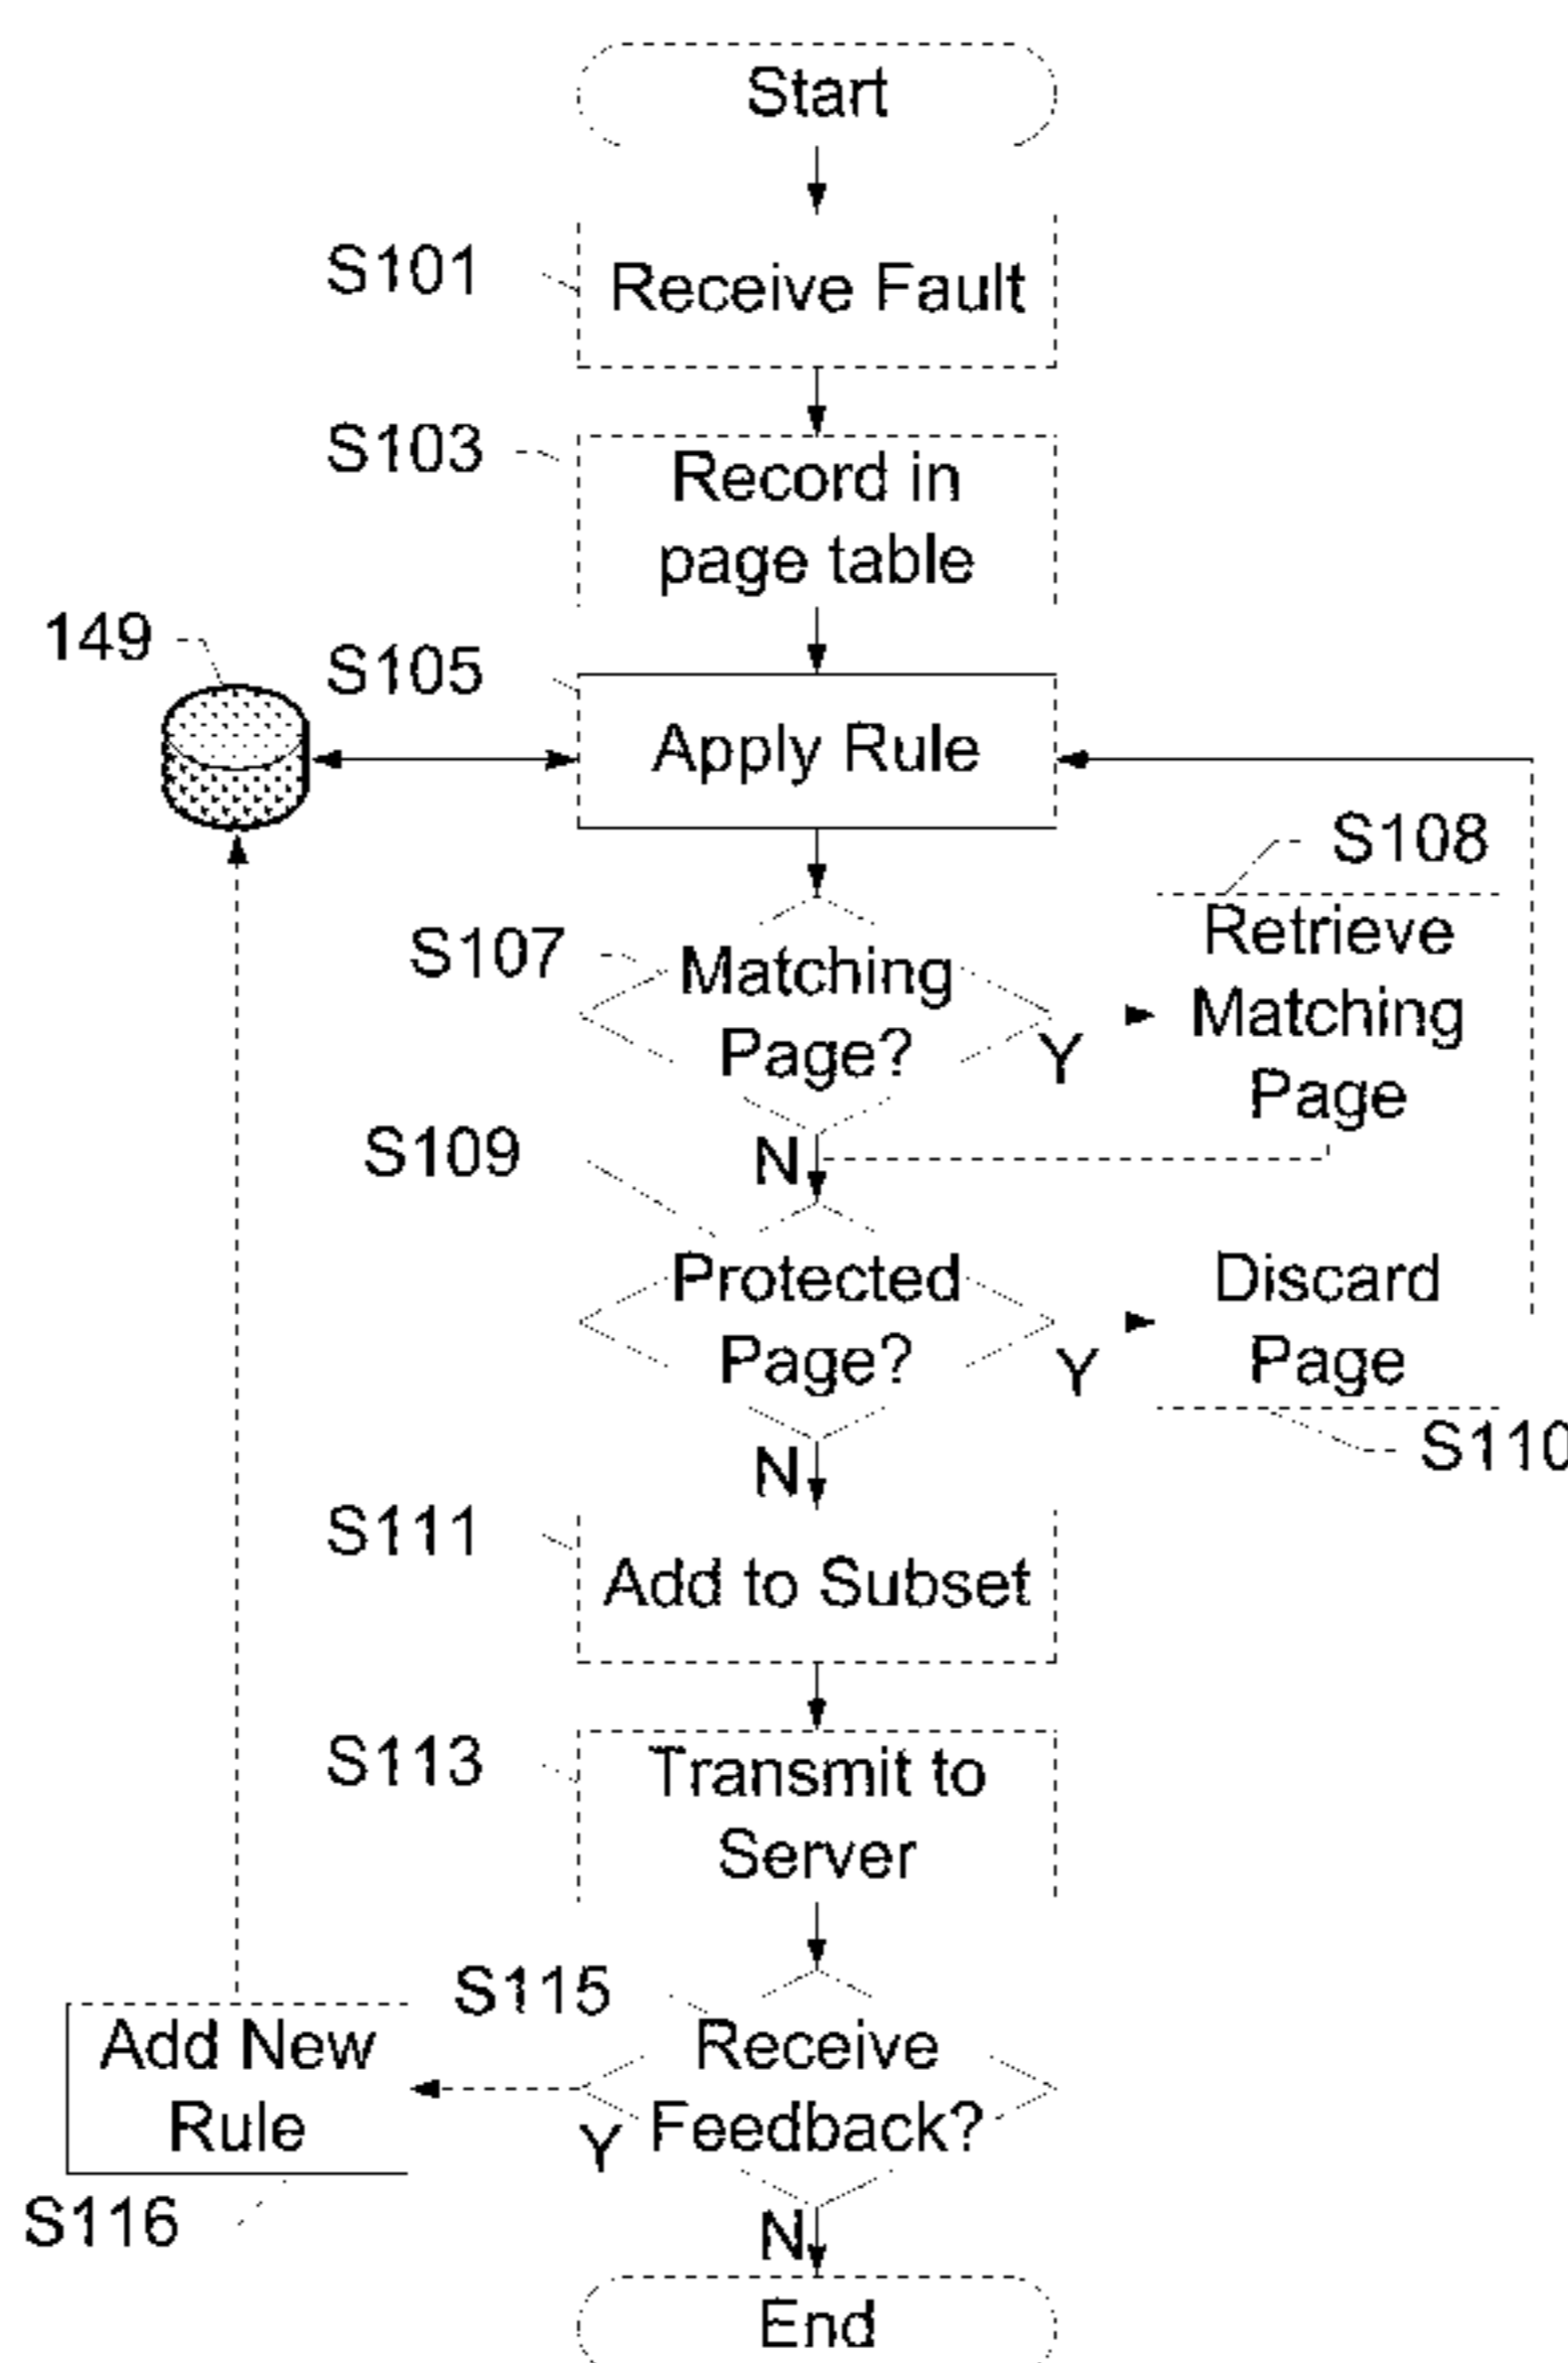 Start
S101
Receive Fault
S103
Record in
page table
149
S105
Apply Rule
S108
Retrieve
Matching
Page
S107
Matching
Page?
Y
N
S109
Protected
Page?
Y
Discard
Page
S110
N
S111
Add to Subset
S113
Transmit to
Server
S115
Receive
Feedback?
Y
Add New
Rule
S116
N
End